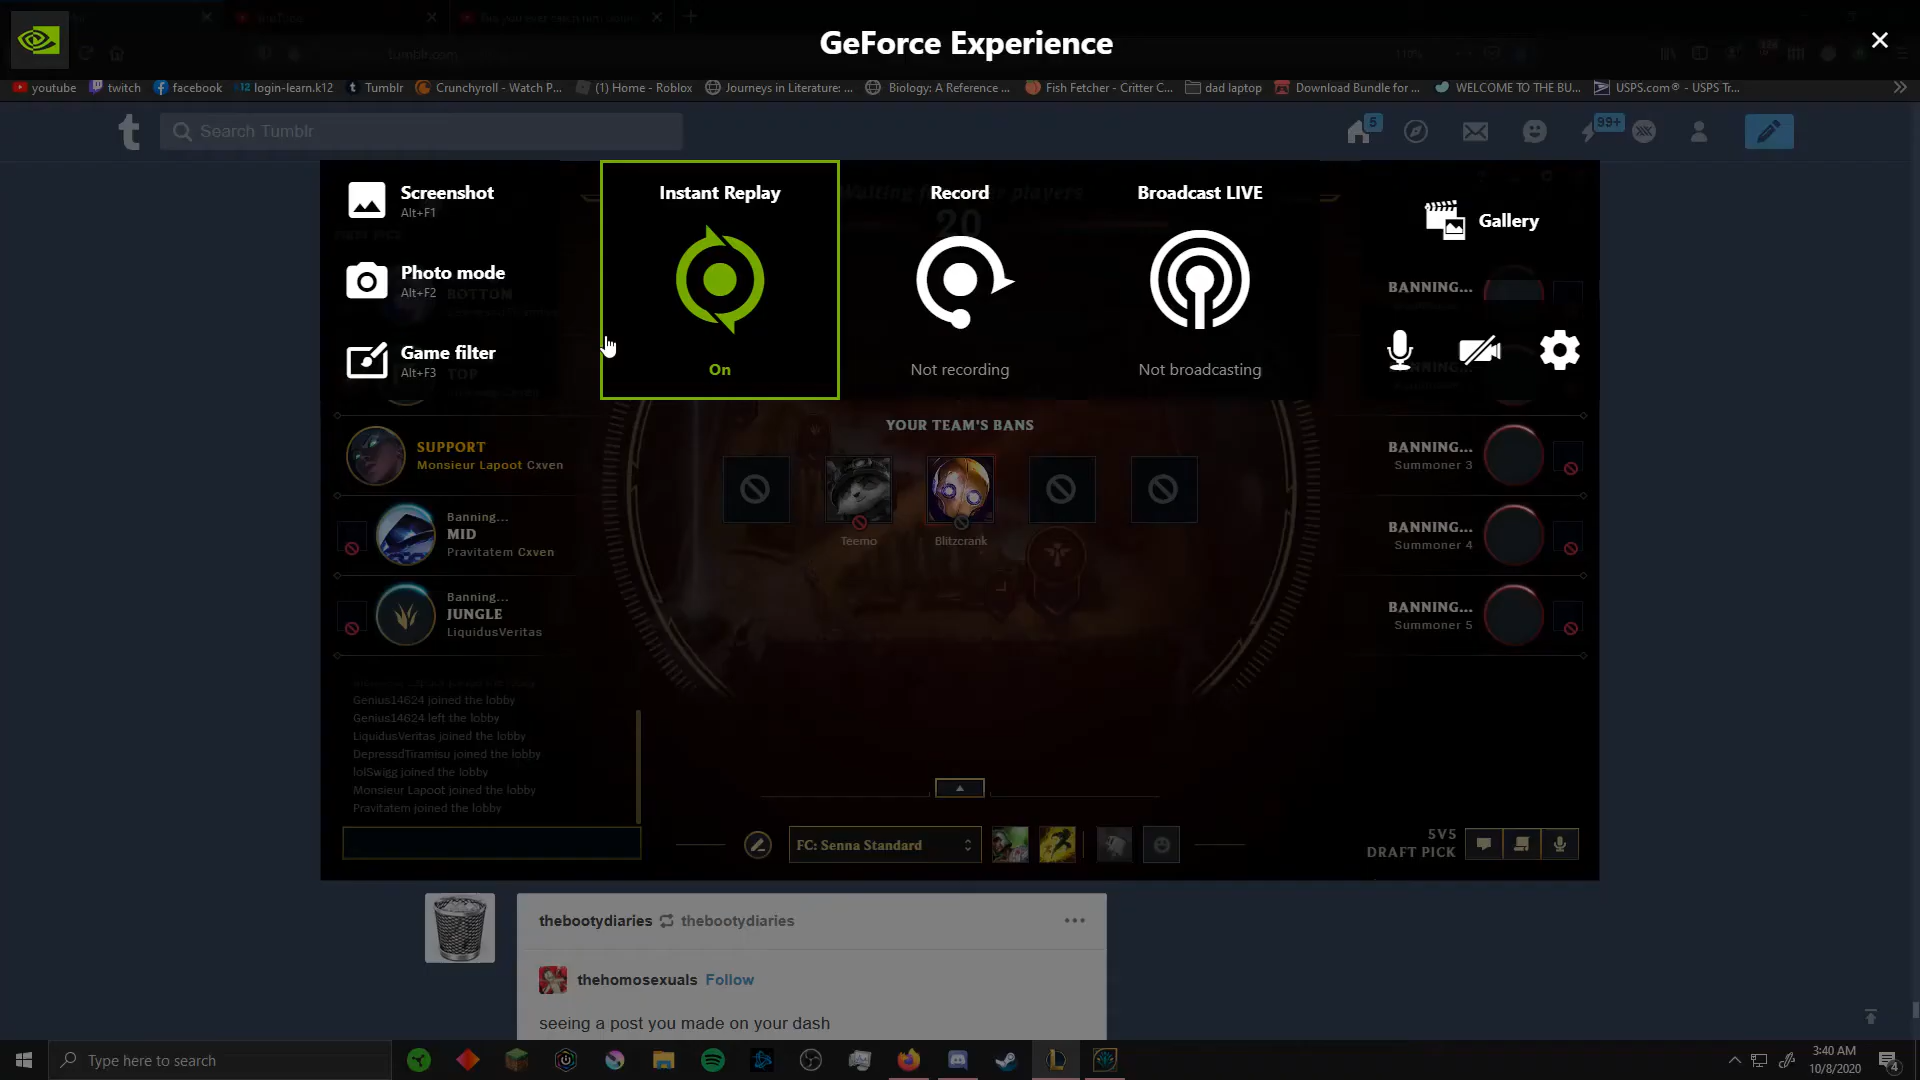 GeForce Experience
tumblr.com
110%
youtube
twitch
facebook
login-learn.k12
Tumblr
Crunchyroll - Watch P...
(1) Home - Roblox
Journeys in Literature: ...
Biology: A Reference ...
Fish Fetcher - Critter C...
dad laptop
Download Bundle for ...
WELCOME TO THE BU...
USPS.com® - USPS Tr...
Search Tumblr
5
99+
Screenshot
Alt+F1
Photo mode
Alt+F2
BOTTOM
Game filter
Alt+F3
TOP
Instant Replay
On
Record
20
Not recording
Broadcast LIVE
Not broadcasting
Gallery
BANNING...
YOUR TEAM'S BANS
Teemo
Blitzcrank
SUPPORT
Monsieur Lapoot Cxven
Banning...
MID
Pravitatem Cxven
Banning...
JUNGLE
LiquidusVeritas
BANNING...
Summoner 3
BANNING...
Summoner 4
BANNING...
Summoner 5
Genius14624 joined the lobby
Genius14624 left the lobby
LiquidusVeritas joined the lobby
DepressdTiramisu joined the lobby
lolSwigg joined the lobby
Monsieur Lapoot joined the lobby
Pravitatem joined the lobby
FC: Senna Standard
5V5
DRAFT PICK
thebootydiaries thebootydiaries
thehomosexuals Follow
seeing a post you made on your dash
Type here to search
3:40 AM
10/8/2020
4